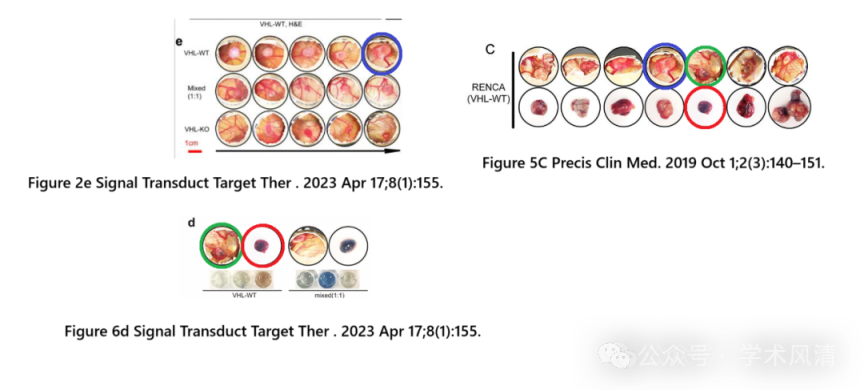 VHL-WT, H&E
e
VHL-WT
Mixed
(1:1)
VHL-KO
1cm
Figure 2e Signal Transduct Target Ther . 2023 Apr 17;8(1):155.
C
RENCA
(VHL-WT)
Figure 5C Precis Clin Med. 2019 Oct 1;2(3):140–151.
d
VHL-WT
mixed(1:1)
Figure 6d Signal Transduct Target Ther . 2023 Apr 17;8(1):155.
公众号 · 学术风清